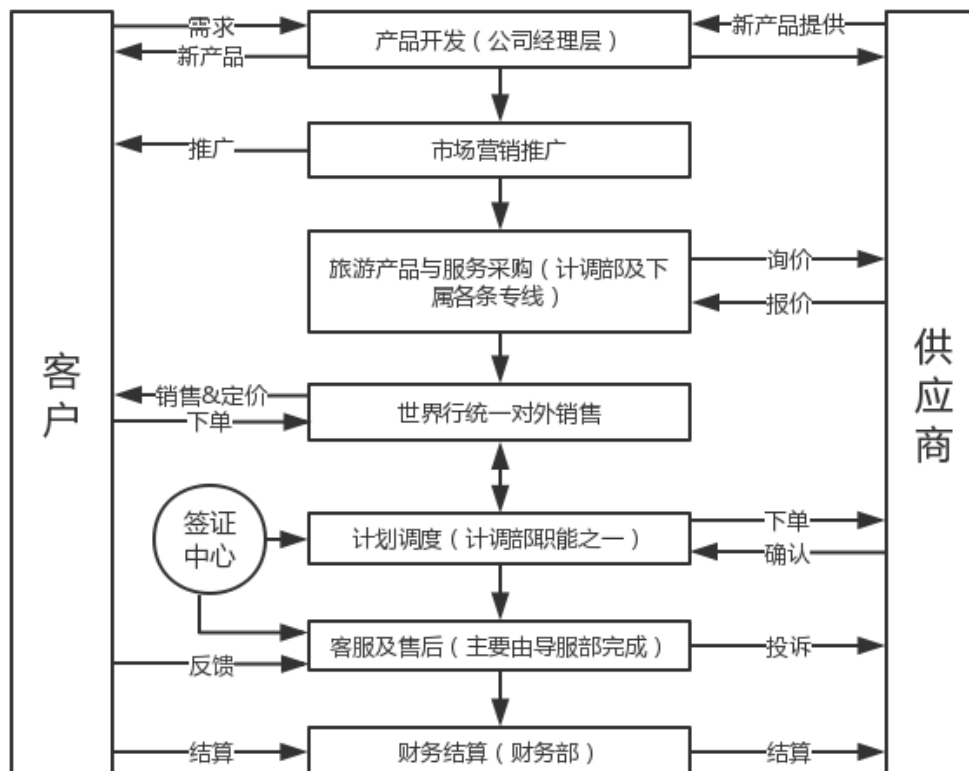 需求
产品开发（公司经理层）
新产品提供
新产品
推广
市场营销推广
旅游产品与服务采购（计调部及下
属各条专线）
询价
报价
客户
供应商
销售&定价
世界行统一对外销售
下单
签证
中心
计划调度（计调部职能之一）
下单
确认
客服及售后（主要由导服部完成）
投诉
反馈
结算
财务结算（财务部）
结算